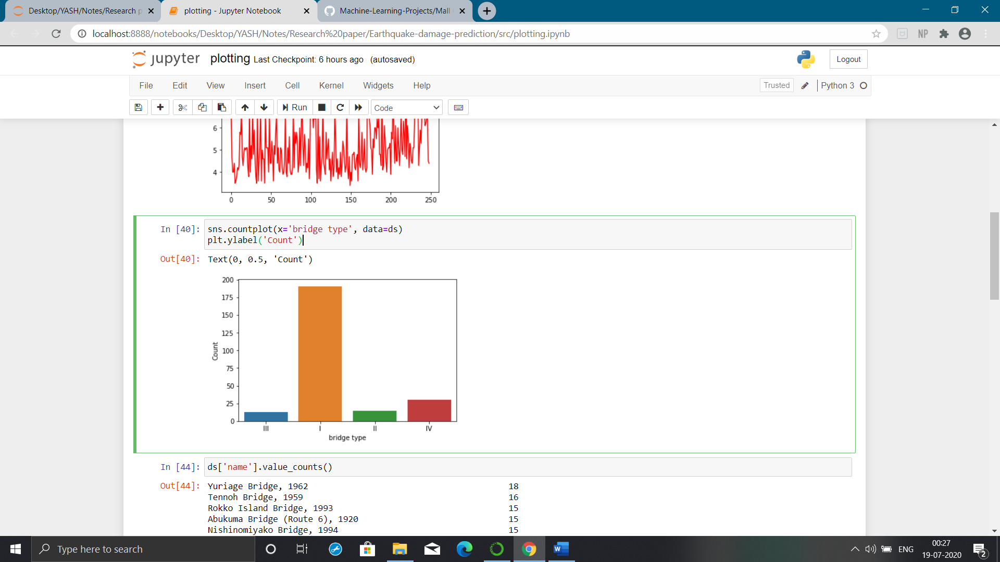 Desktop/YASH/Notes/Research p
plotting - Jupyter Notebook
Machine-Learning-Projects/Mall
localhost:8888/notebooks/Desktop/YASH/Notes/Research%20paper/Earthquake-damage-prediction/src/plotting.ipynb
NP
jupyter plotting Last Checkpoint: 6 hours ago (autosaved)
Logout
File Edit View Insert Cell Kernel Widgets Help
Trusted Python 3
Run Code
6
5
4
0 50 100 150 200 250
In [40]: sns.countplot(x='bridge type', data=ds)
plt.ylabel('Count')
Out[40]: Text(0, 0.5, 'Count')
200
175
150
125
100
75
50
25
0
Count
III I II IV
bridge type
In [44]: ds['name'].value_counts()
Out[44]: Yuriage Bridge, 1962 18
Tennoh Bridge, 1959 16
Rokko Island Bridge, 1993 15
Abukuma Bridge (Route 6), 1920 15
Nishinomiyako Bridge, 1994 15
Type here to search
W
ENG
00:27
19-07-2020
2